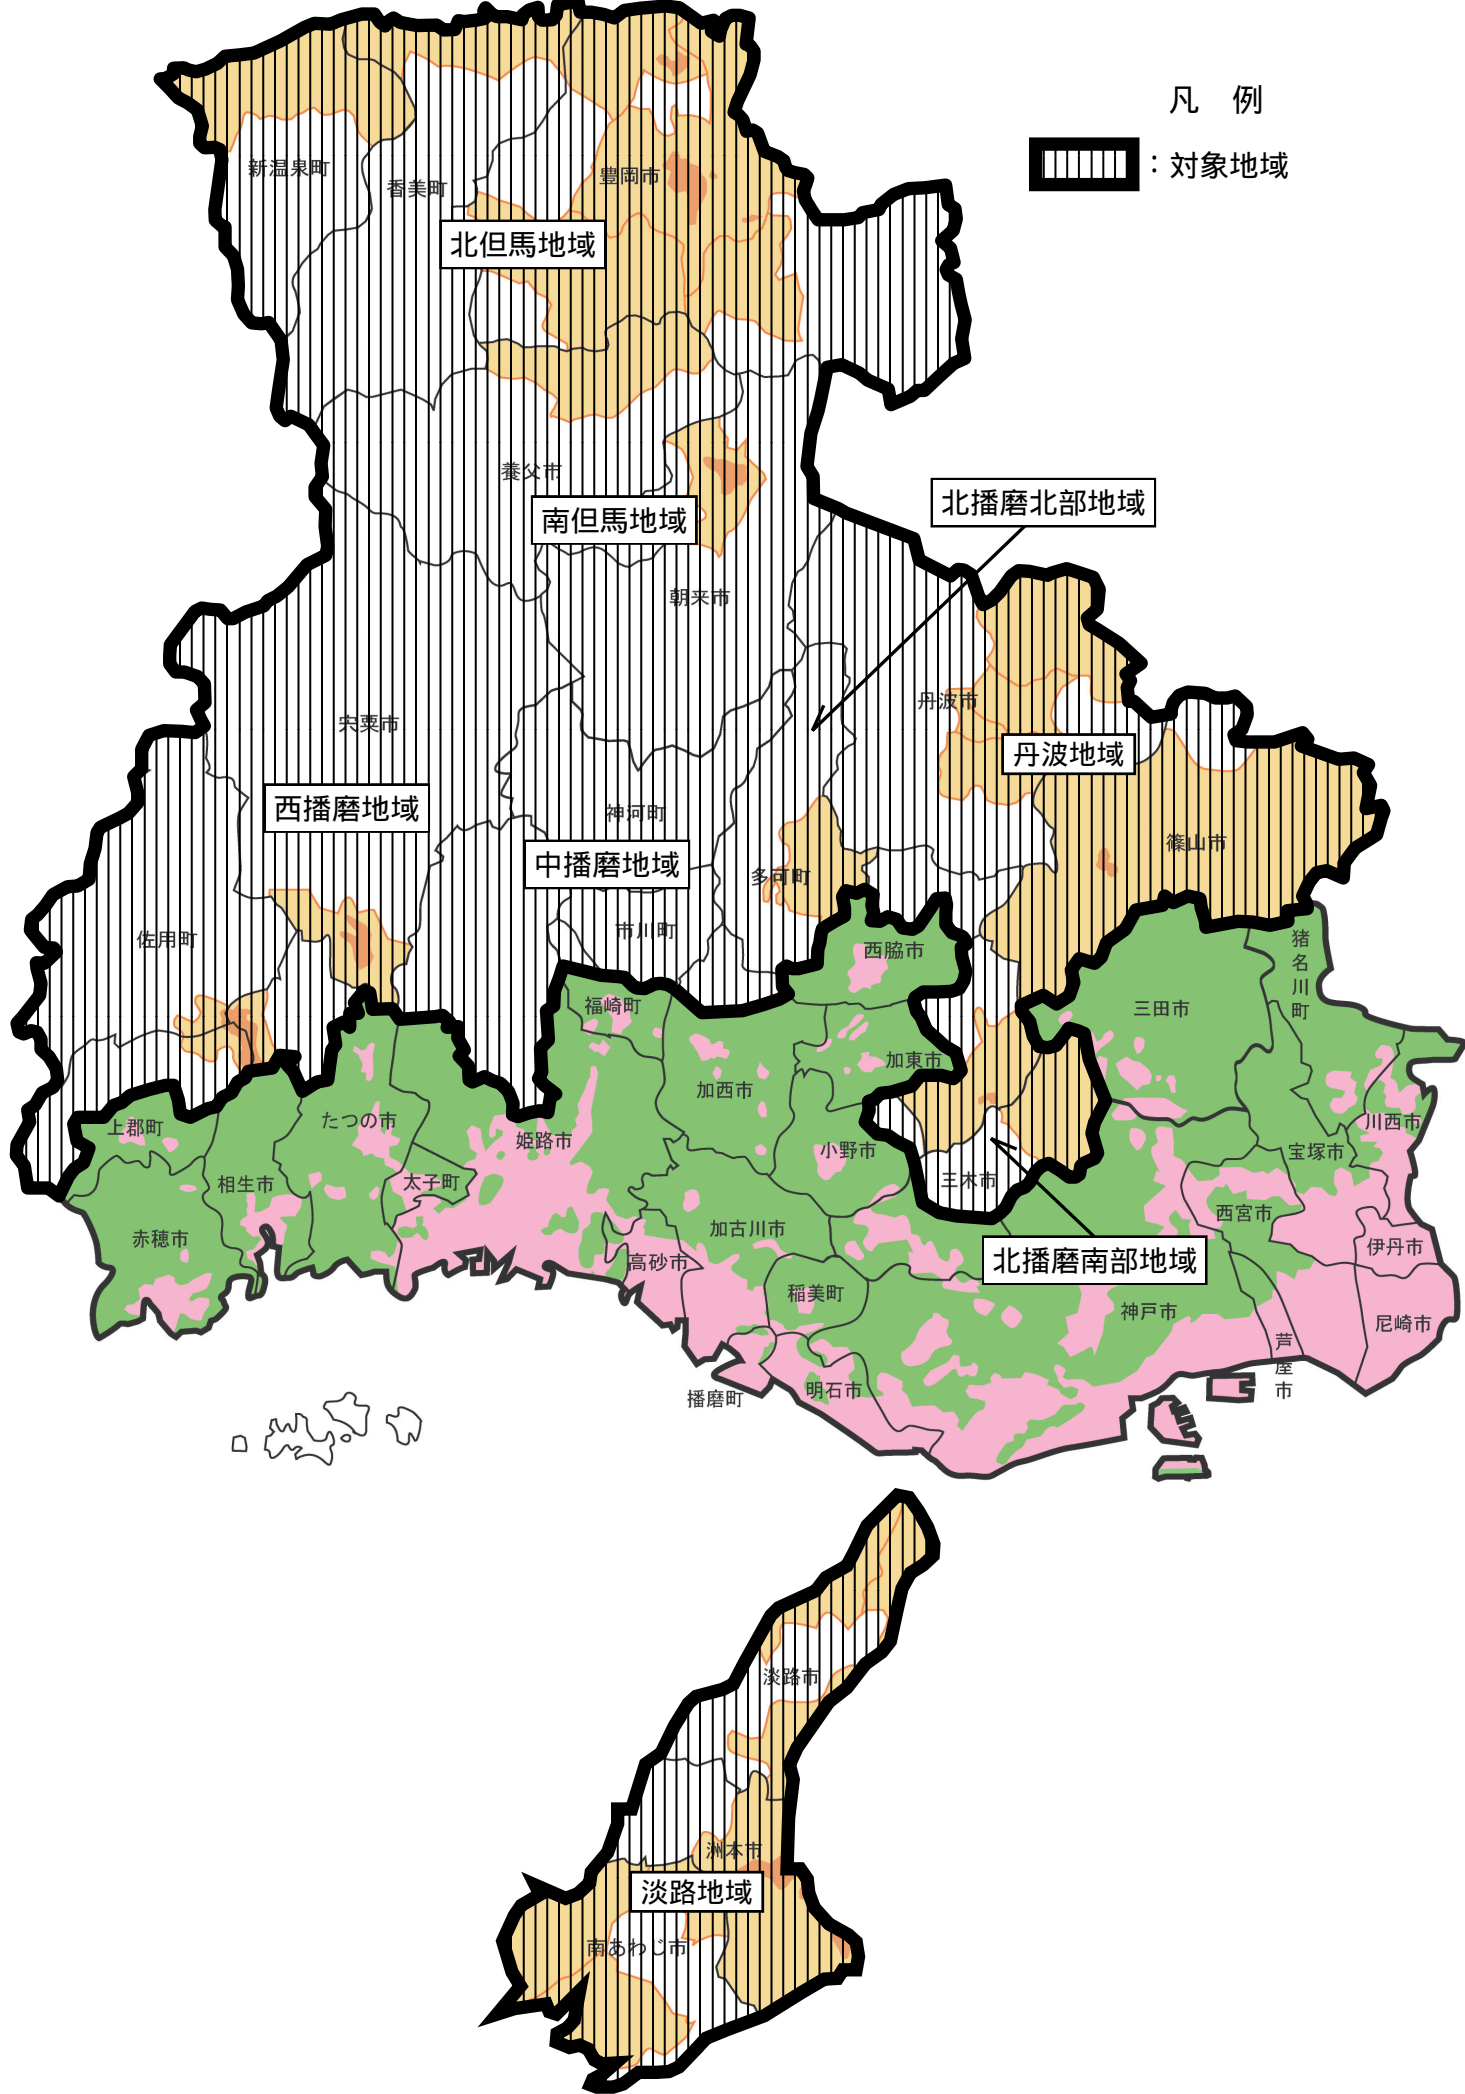 凡 例
：対象地域
新温泉町
香美町
豊岡市
北但馬地域
養父市
南但馬地域
北播磨北部地域
朝来市
丹波市
宍粟市
丹波地域
西播磨地域
神河町
篠山市
中播磨地域
多可町
佐用町
市川町
西脇市
猪名川町
福崎町
三田市
加東市
加西市
上郡町
たつの市
姫路市
川西市
小野市
宝塚市
相生市
太子町
三木市
西宮市
赤穂市
加古川市
伊丹市
高砂市
北播磨南部地域
稲美町
神戸市
尼崎市
芦屋市
明石市
播磨町
淡路市
洲本市
淡路地域
南あわじ市